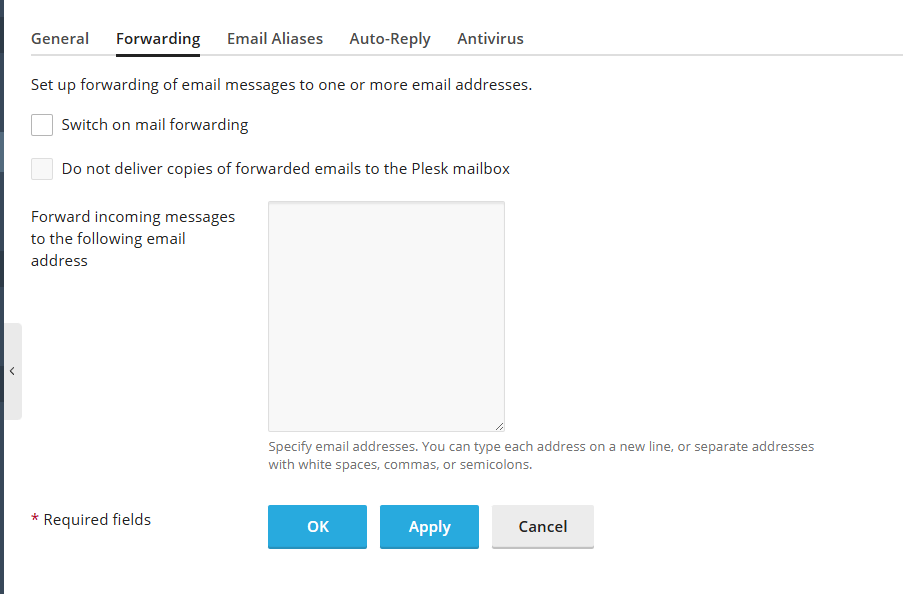 General Forwarding Email Aliases Auto-Reply Antivirus
Set up forwarding of email messages to one or more email addresses.
Switch on mail forwarding
Do not deliver copies of forwarded emails to the Plesk mailbox
Forward incoming messages
to the following email
address
Specify email addresses. You can type each address on a new line, or separate addresses
with white spaces, commas, or semicolons.
* Required fields
OK Apply Cancel